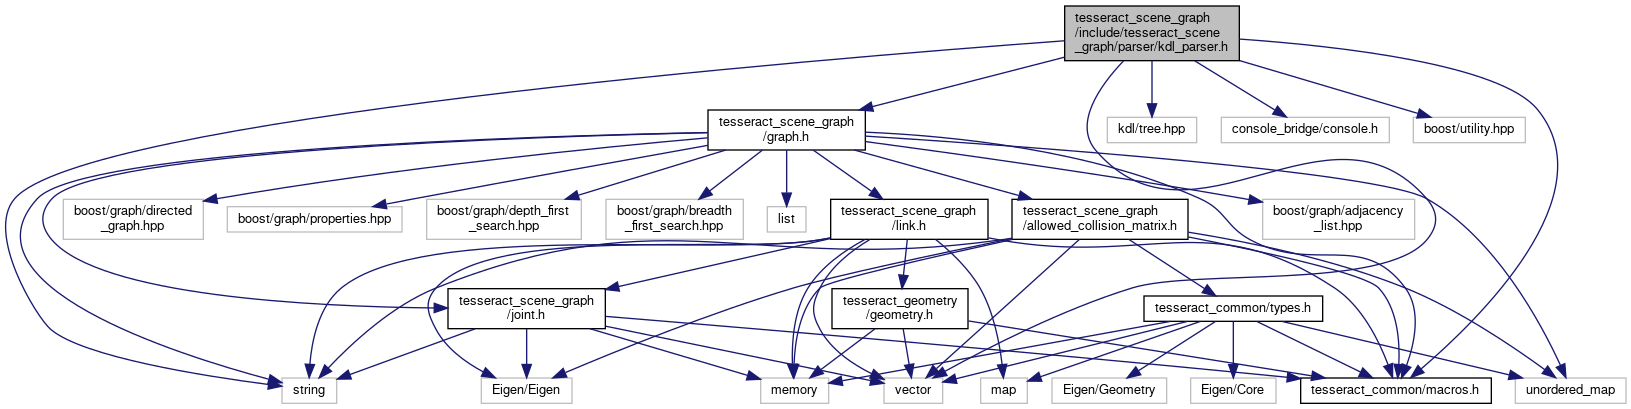 tesseract_scene_graph
/include/tesseract_scene
_graph/parser/kdl_parser.h
tesseract_scene_graph
/graph.h
kdl/tree.hpp
console_bridge/console.h
boost/utility.hpp
boost/graph/directed
_graph.hpp
boost/graph/properties.hpp
boost/graph/depth_first
_search.hpp
boost/graph/breadth
_first_search.hpp
list
tesseract_scene_graph
/link.h
tesseract_scene_graph
/allowed_collision_matrix.h
boost/graph/adjacency
_list.hpp
tesseract_scene_graph
/joint.h
tesseract_geometry
/geometry.h
tesseract_common/types.h
string
Eigen/Eigen
memory
vector
map
Eigen/Geometry
Eigen/Core
tesseract_common/macros.h
unordered_map